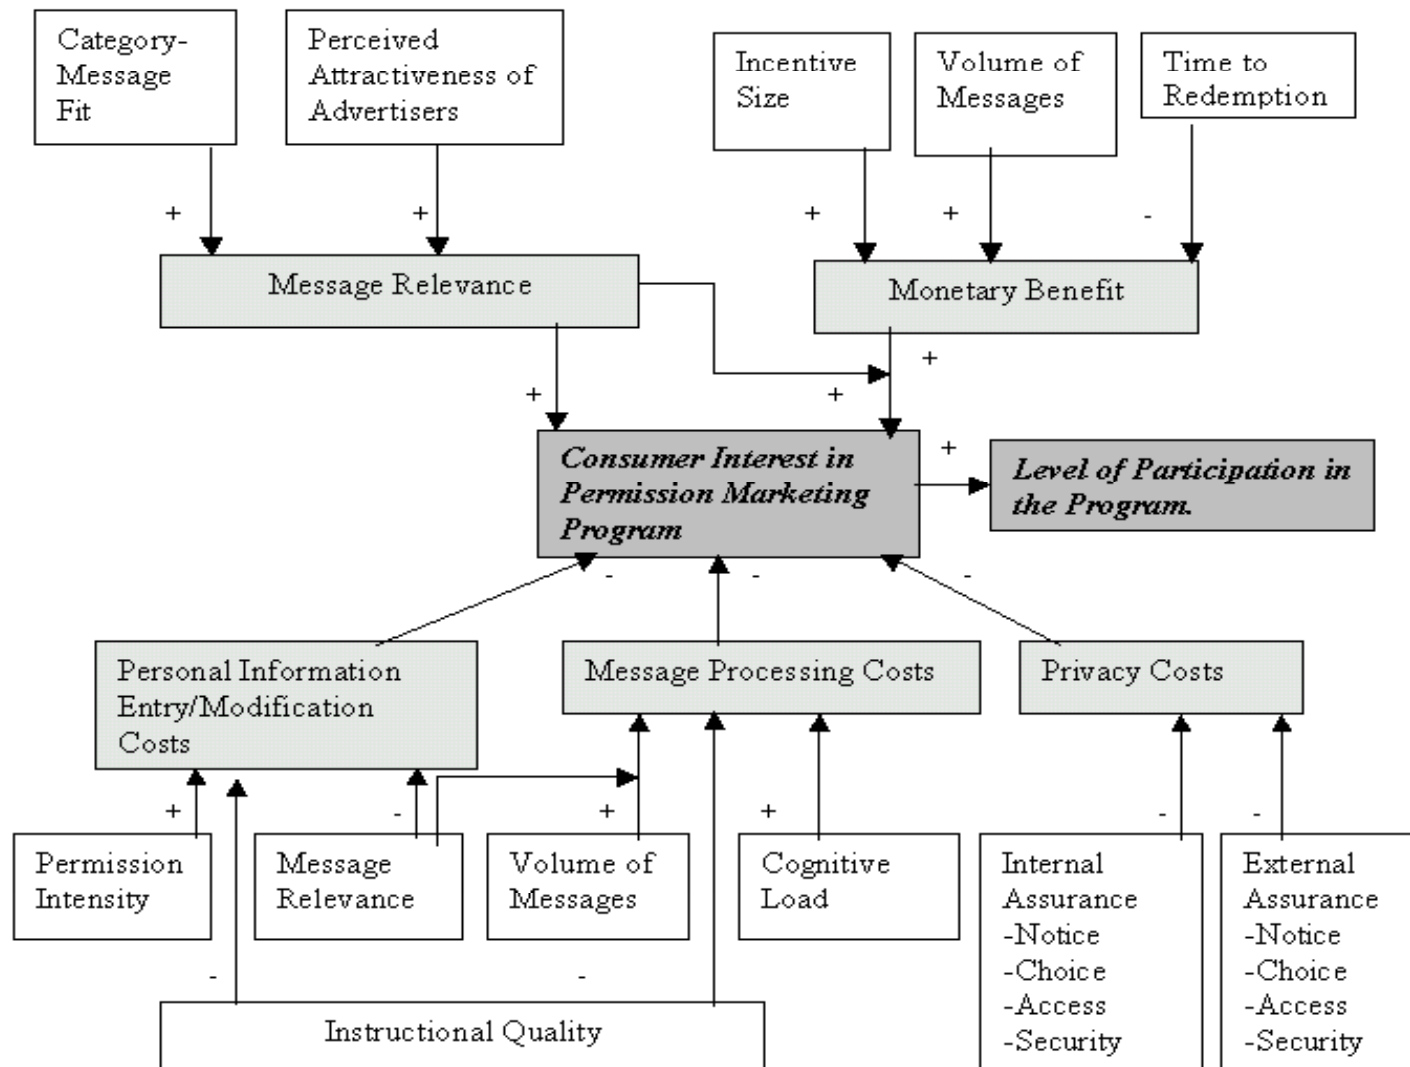 Category-
Message
Fit
Perceived
Attractiveness of
Advertisers
Incentive
Size
Volume of
Messages
Time to
Redemption
+
+
+
+
-
Message Relevance
Monetary Benefit
+
+
+
Consumer Interest in
Permission Marketing
Program
+
Level of Participation in
the Program.
-
-
-
Personal Information
Entry/Modification
Costs
Message Processing Costs
Privacy Costs
+
-
+
+
-
-
Permission
Intensity
Message
Relevance
Volume of
Messages
Cognitive
Load
Internal
Assurance
-Notice
-Choice
-Access
-Security
External
Assurance
-Notice
-Choice
-Access
-Security
-
-
Instructional Quality